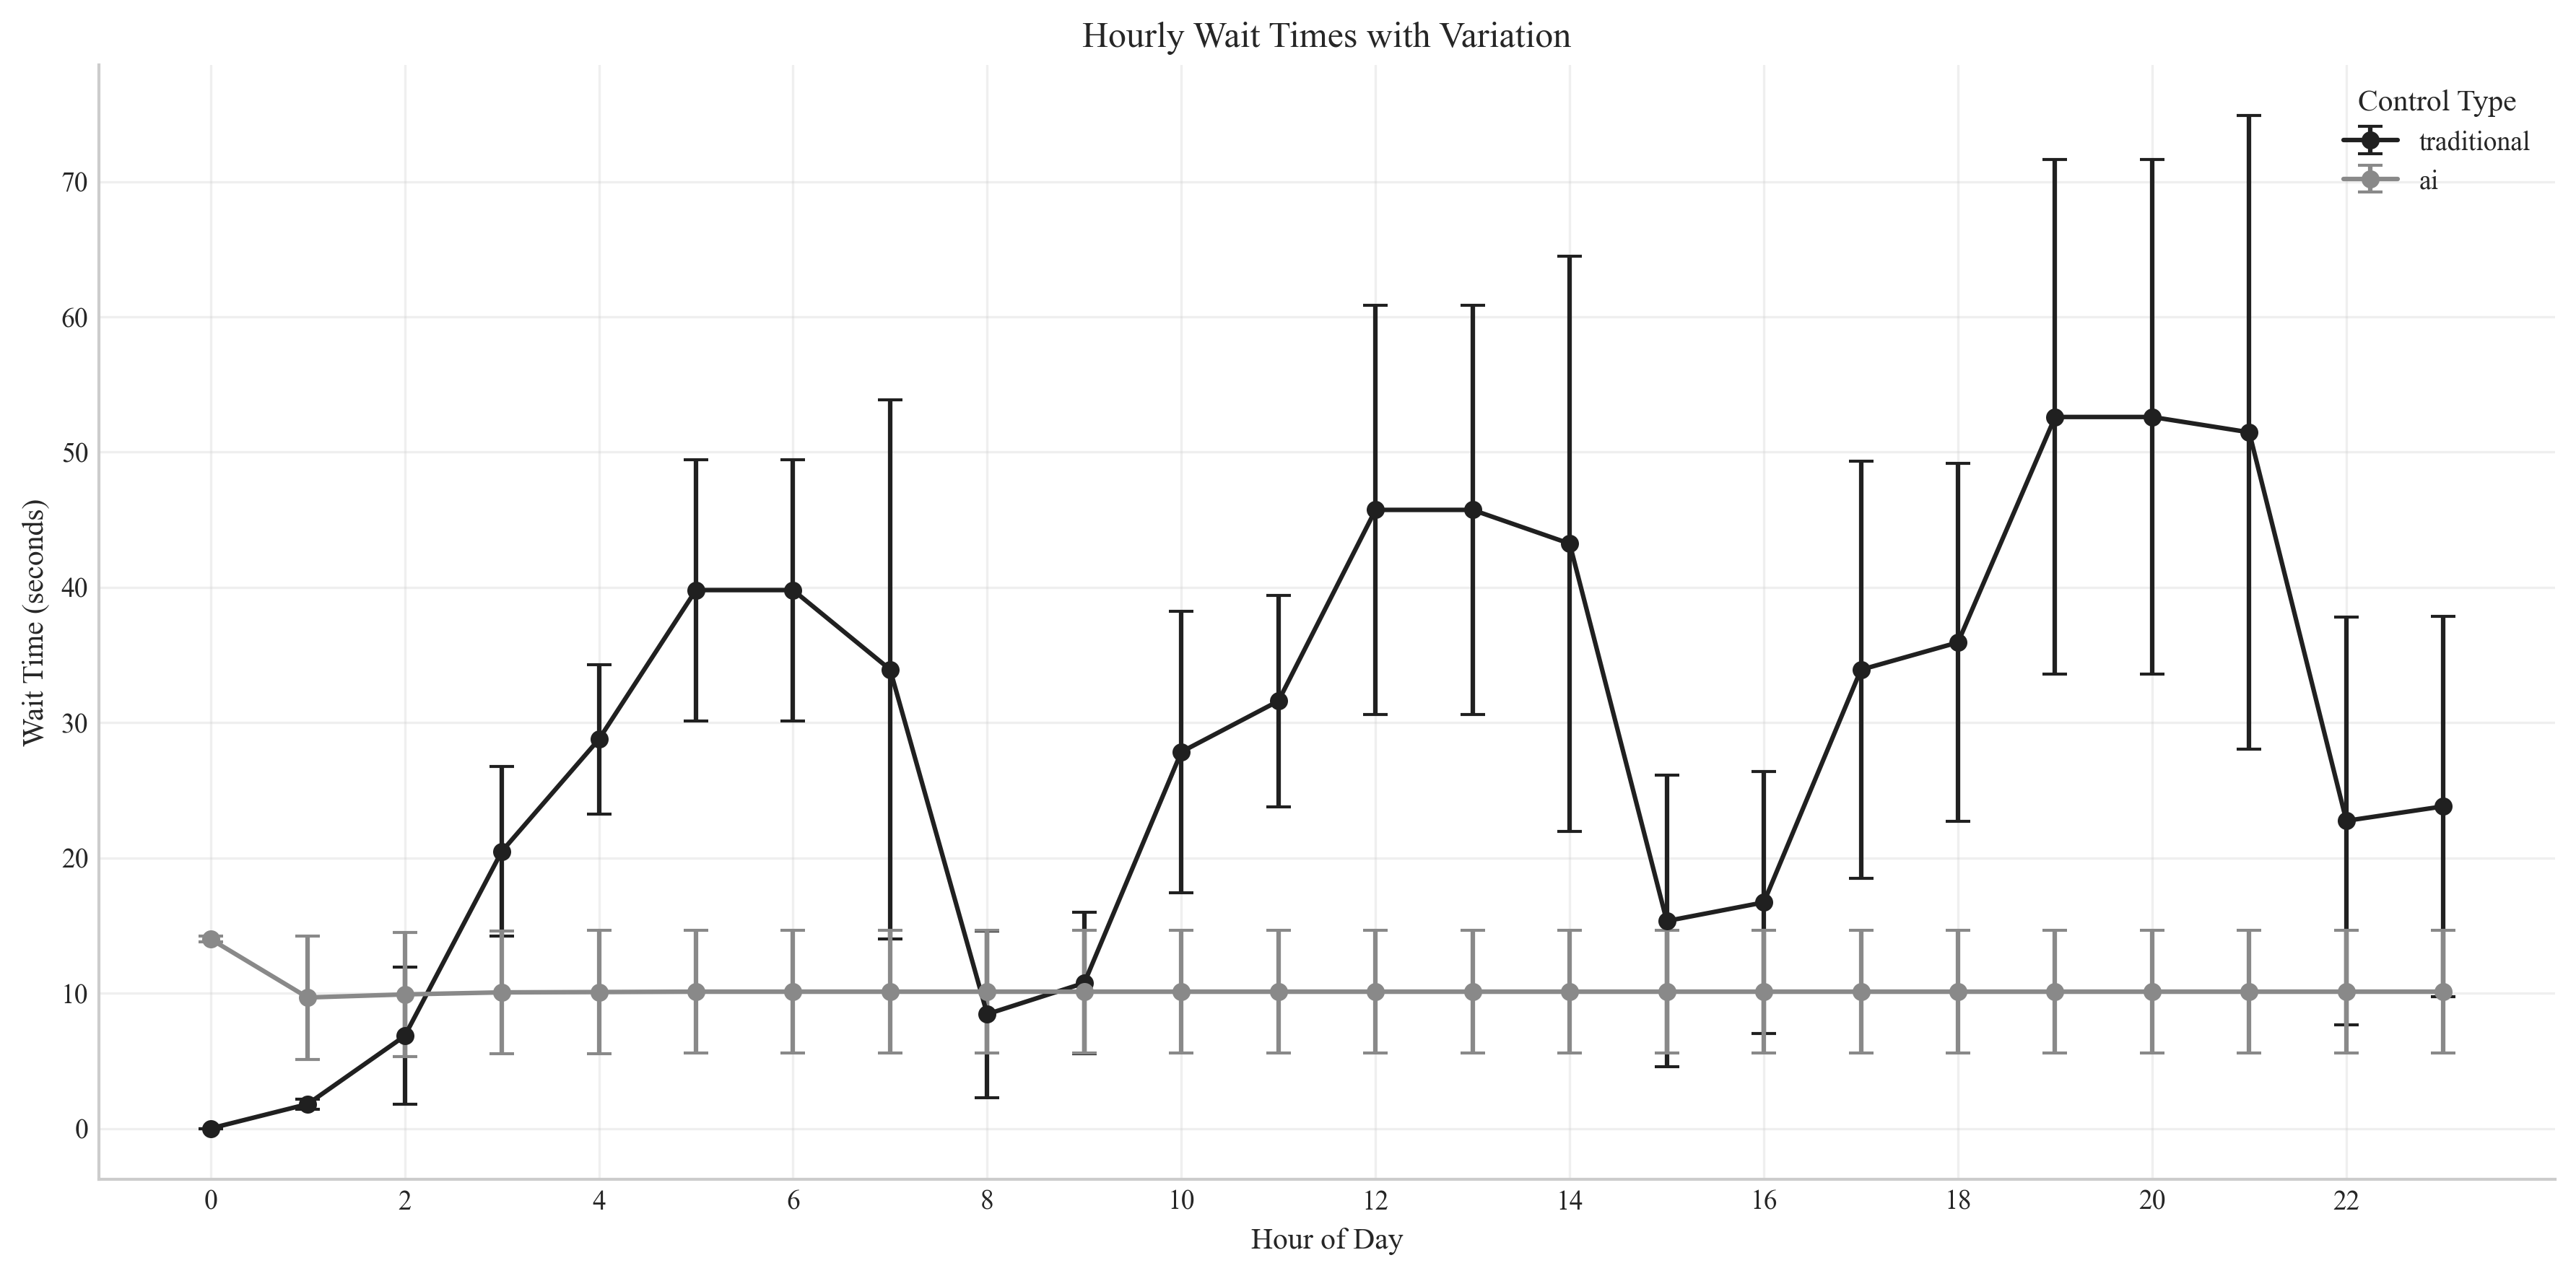 Hourly Wait Times with Variation
Control Type
traditional
ai
Wait Time (seconds)
70
60
50
40
30
20
10
0
0 2 4 6 8 10 12 14 16 18 20 22
Hour of Day